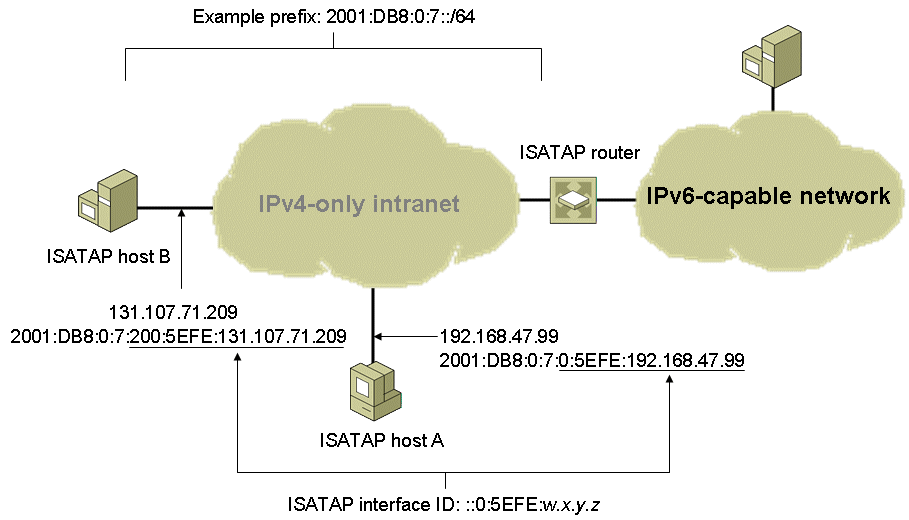 Example prefix: 2001:DB8:0:7::/64
ISATAP router
IPv4-only intranet
IPv6-capable network
ISATAP host B
131.107.71.209
2001:DB8:0:7:200:5EFE:131.107.71.209
192.168.47.99
2001:DB8:0:7:0:5EFE:192.168.47.99
ISATAP host A
ISATAP interface ID: ::0:5EFE:w.x.y.z